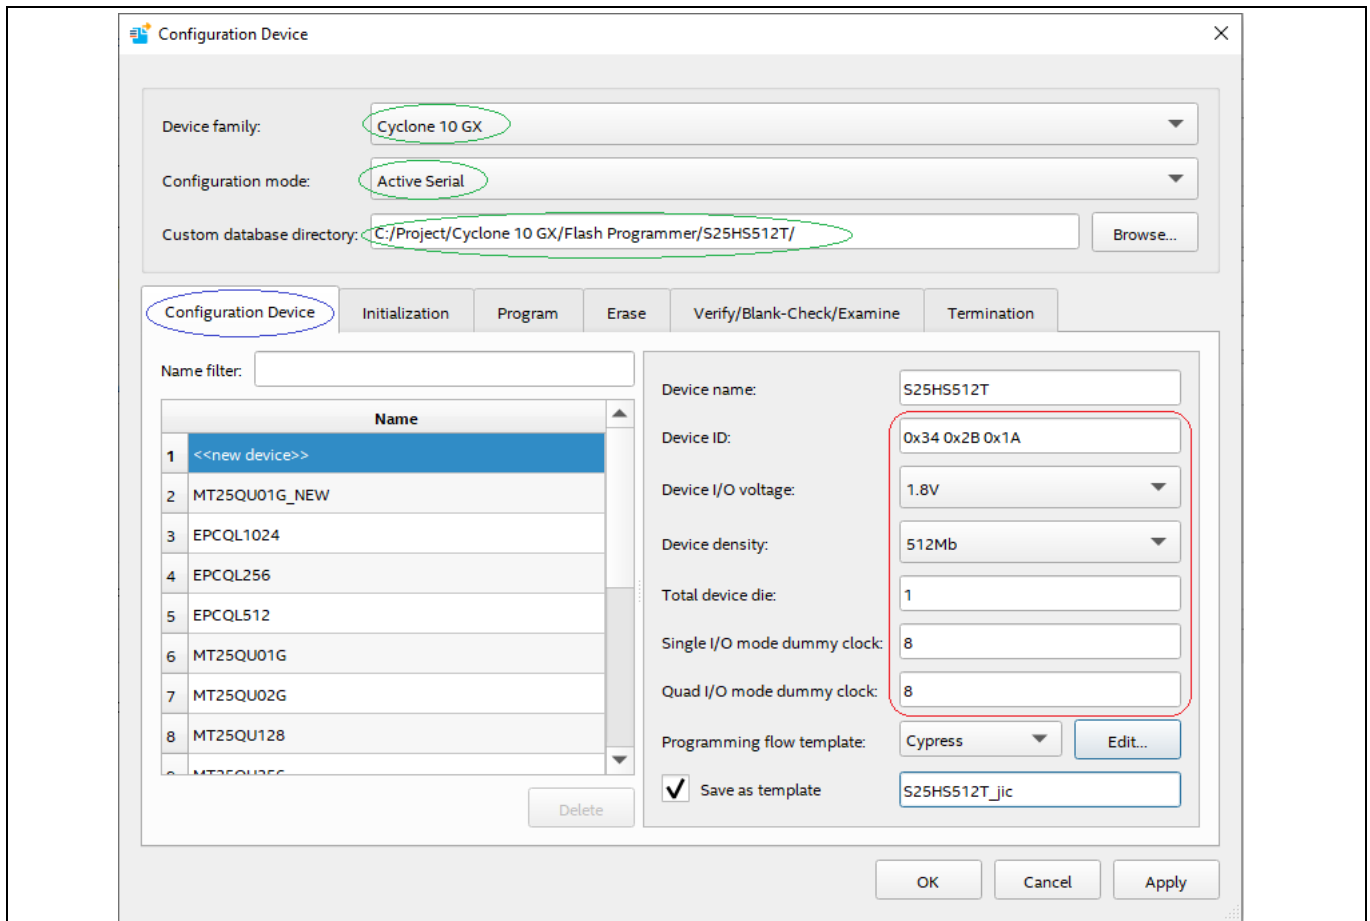 Configuration Device
Device family:
Cyclone 10 GX
Configuration mode:
Active Serial
Custom database directory:
C:/Project/Cyclone 10 GX/Flash Programmer/S25HS512T/
Browse...
Configuration Device
Initialization
Program
Erase
Verify/Blank-Check/Examine
Termination
Name filter:
Name
1 <<new device>>
2 MT25QU01G_NEW
3 EPCQL1024
4 EPCQL256
5 EPCQL512
6 MT25QU01G
7 MT25QU02G
8 MT25QU128
Delete
Device name:
S25HS512T
Device ID:
0x34 0x2B 0x1A
Device I/O voltage:
1.8V
Device density:
512Mb
Total device die:
1
Single I/O mode dummy clock:
8
Quad I/O mode dummy clock:
8
Programming flow template:
Cypress
Edit...
Save as template
S25HS512T_jic
OK
Cancel
Apply